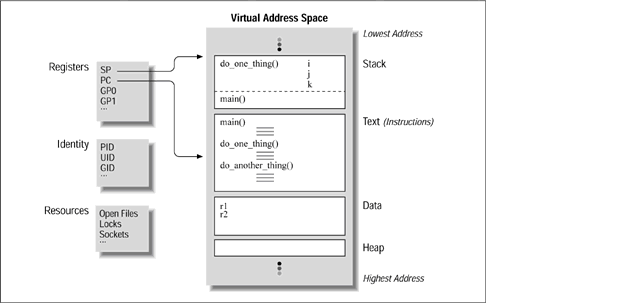 Virtual Address Space
Lowest Address
Registers
SP
PC
GP0
GP1
...
do_one_thing()
i
j
k
main()
Stack
Identity
PID
UID
GID
...
main()
do_one_thing()
do_another_thing()
Text (Instructions)
Resources
Open Files
Locks
Sockets
...
r1
r2
Data
Heap
Highest Address